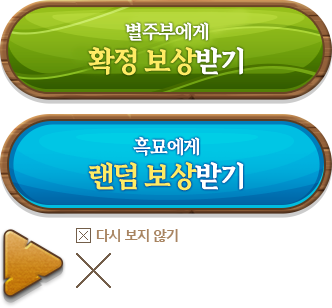 별주부에게
확정 보상받기
흑묘에게
랜덤 보상받기
다시 보지 않기